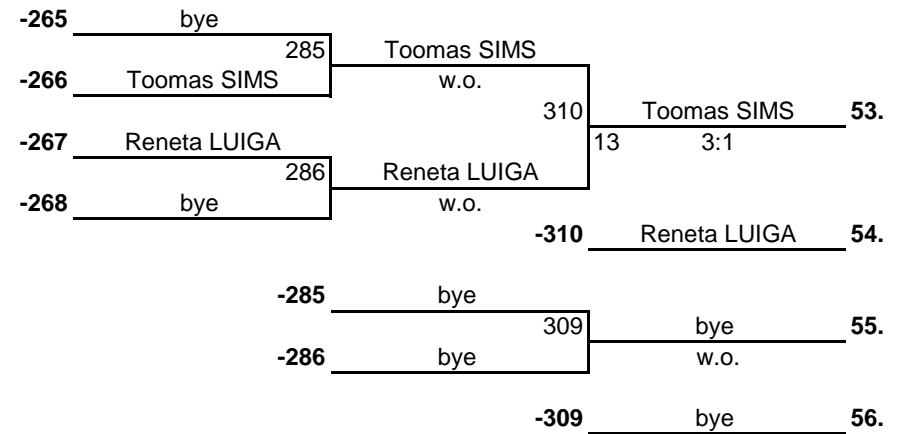 -265 bye
285 Toomas SIMS
-266 Toomas SIMS w.o.
310 Toomas SIMS 53.
-267 Reneta LUIGA 13 3:1
286 Reneta LUIGA
-268 bye w.o.
-310 Reneta LUIGA 54.
-285 bye
309 bye 55.
-286 bye w.o.
-309 bye 56.